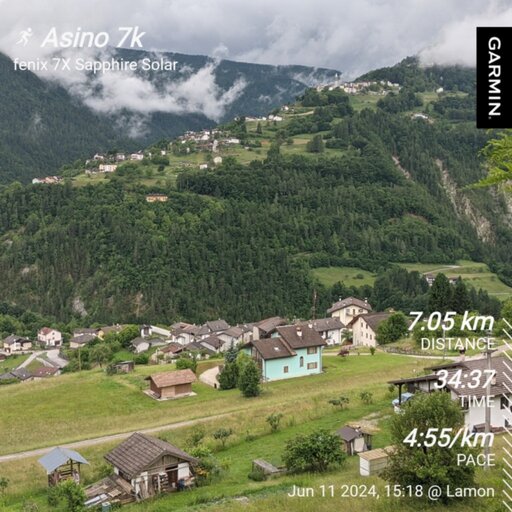 Asino 7k
fenix 7X Sapphire Solar
GARMIN.
7.05 km
DISTANCE
34:37
TIME
4:55/km
PACE
Jun 11 2024, 15:18 @ Lamon